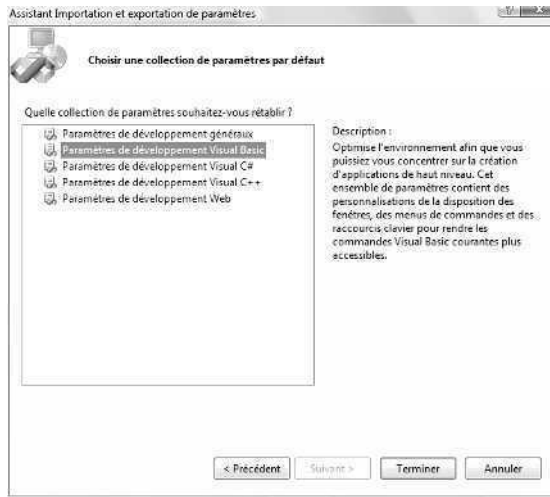 Assistant Importation et exportation de paramètres
Choisir une collection de paramètres par défaut
Quelle collection de paramètres souhaitez-vous rétablir ?
Paramètres de développement généraux
Paramètres de développement Visual Basic
Paramètres de développement Visual C#
Paramètres de développement Visual C++
Paramètres de développement Web
Description :
Optimise l'environnement afin que vous
puissiez vous concentrer sur la création
d'applications de haut niveau. Cet
ensemble de paramètres contient des
personnalisations de la disposition des
fenêtres, des menus de commandes et des
raccourcis clavier pour rendre les
commandes Visual Basic courantes plus
accessibles.
< Précédent
Suivant >
Terminer
Annuler